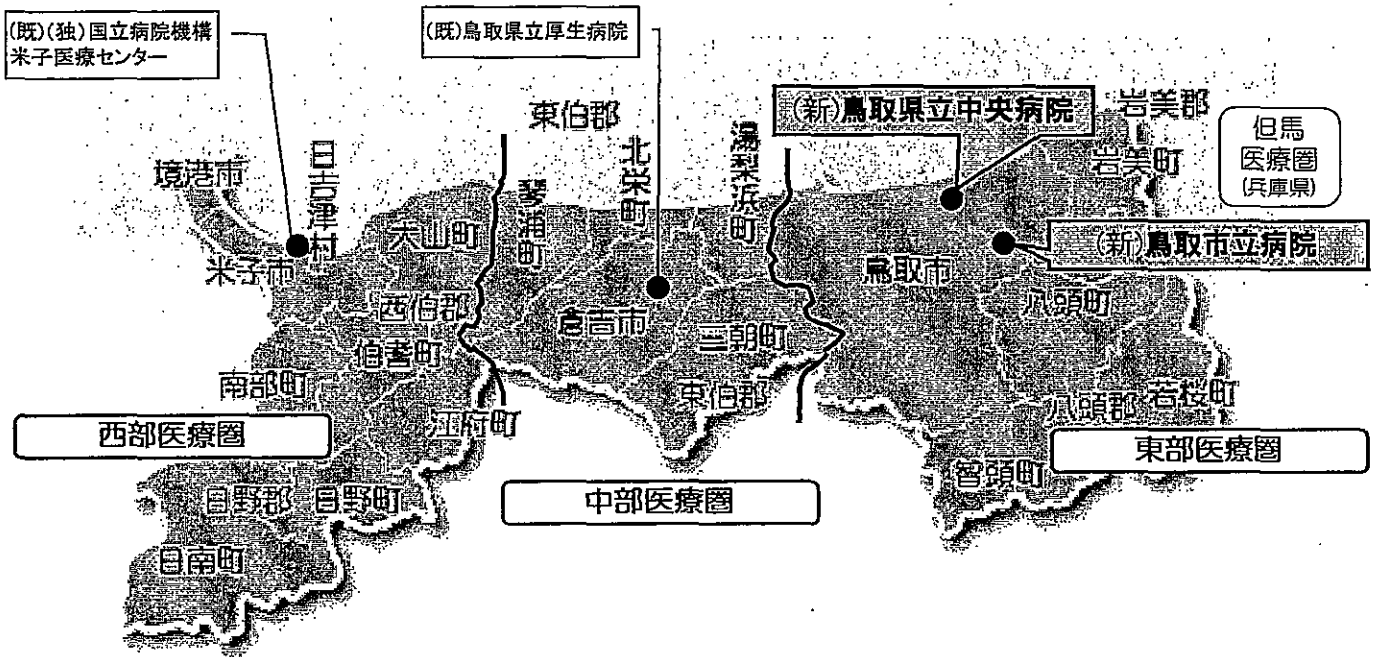 (既)(独)国立病院機構
米子医療センター
(既)鳥取県立厚生病院
(新)鳥取県立中央病院
岩美郡
但馬
医療圏
(兵庫県)
東伯郡
湯梨浜町
北栄町
岩美町
日吉津村
境港市
琴浦町
大山町
(新)鳥取市立病院
米子市
鳥取市
八頭町
西伯郡
倉吉市
三朝町
伯耆町
南部町
東伯郡
八頭郡
若桜町
江府町
西部医療圏
東部医療圏
智頭町
中部医療圏
日野郡
日野町
日南町